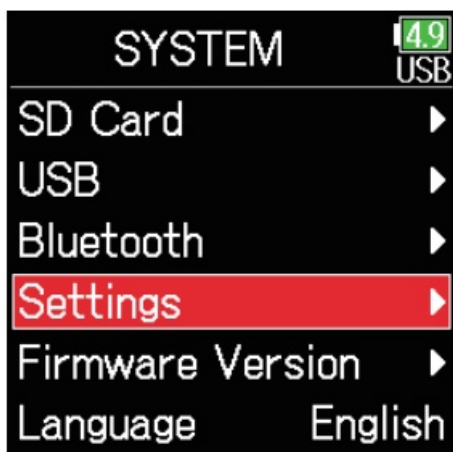 SYSTEM
4.9
USB
SD Card
USB
Bluetooth
Settings
Firmware Version
Language English